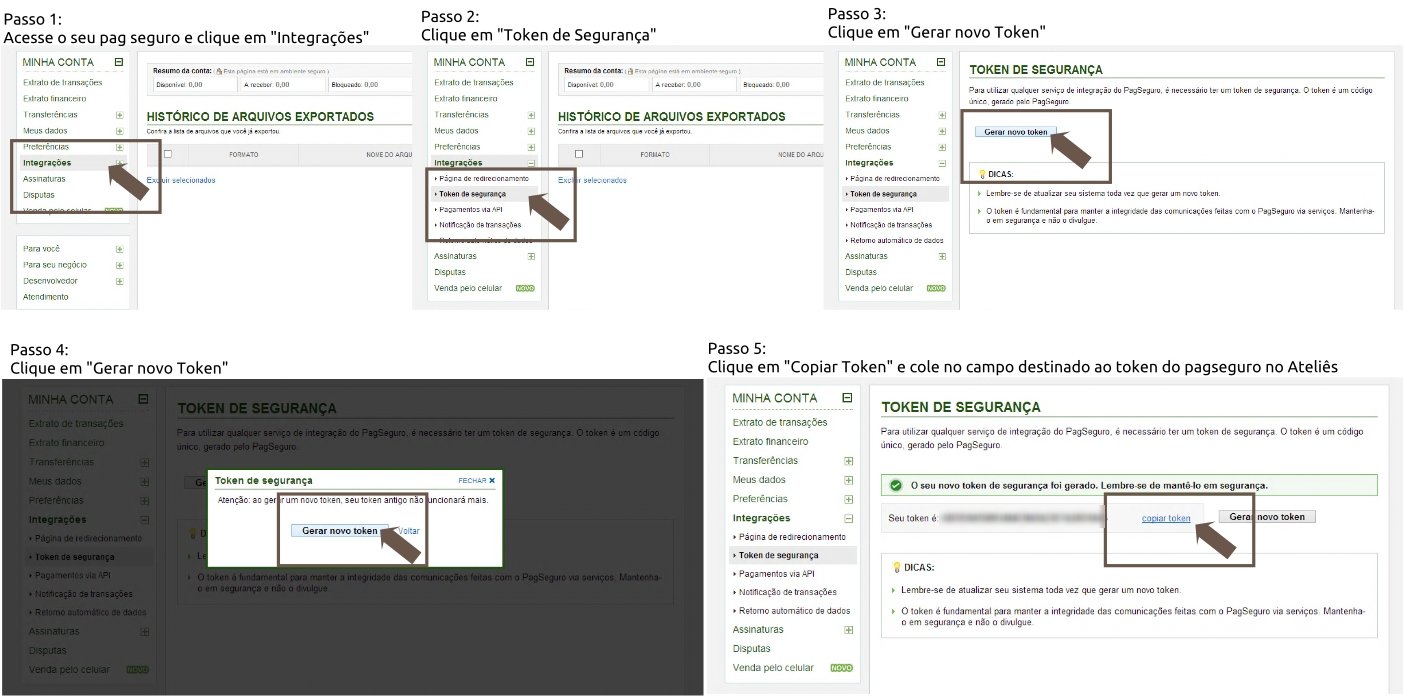 Passo 1:
Acesse o seu pag seguro e clique em "Integrações"
MINHA CONTA
Extrato de transações
Extrato financeiro
Transferências
Meus dados
Preferências
Integrações
Assinaturas
Disputas
Venda pelo celular NOVO
Para você
Para seu negócio
Desenvolvedor
Atendimento
Resumo da conta: ( Esta página está em ambiente seguro )
Disponível: 0,00 A receber: 0,00 Bloqueado: 0,00
HISTÓRICO DE ARQUIVOS EXPORTADOS
Confira a lista de arquivos que você já exportou.
FORMATO NOME DO ARQU
Excluir selecionados
Passo 2:
Clique em "Token de Segurança"
MINHA CONTA
Extrato de transações
Extrato financeiro
Transferências
Meus dados
Preferências
Integrações
Página de redirecionamento
Token de segurança
Pagamentos via API
Notificação de transações
Retorno automático de dados
Assinaturas
Disputas
Venda pelo celular NOVO
Resumo da conta: ( Esta página está em ambiente seguro )
Disponível: 0,00 A receber: 0,00 Bloqueado: 0,00
HISTÓRICO DE ARQUIVOS EXPORTADOS
Confira a lista de arquivos que você já exportou.
FORMATO NOME DO ARQU
Excluir selecionados
Passo 3:
Clique em "Gerar novo Token"
MINHA CONTA
Extrato de transações
Extrato financeiro
Transferências
Meus dados
Preferências
Integrações
Página de redirecionamento
Token de segurança
Pagamentos via API
Notificação de transações
Retorno automático de dados
Assinaturas
Disputas
Venda pelo celular NOVO
TOKEN DE SEGURANÇA
Para utilizar qualquer serviço de integração do PagSeguro, é necessário ter um token de segurança. O token é um código
único, gerado pelo PagSeguro
Gerar novo token
DICAS:
Lembre-se de atualizar seu sistema toda vez que gerar um novo token.
O token é fundamental para manter a integridade das comunicações feitas com o PagSeguro via serviços. Mantenha-
o em segurança e não o divulgue.
Passo 4:
Clique em "Gerar novo Token"
MINHA CONTA
Extrato de transações
Extrato financeiro
Transferências
Meus dados
Preferências
Integrações
Página de redirecionamento
Token de segurança
Pagamentos via API
Notificação de transações
Retorno automático de dados
Assinaturas
Disputas
Venda pelo celular NOVO
TOKEN DE SEGURANÇA
Para utilizar qualquer serviço de integração do PagSeguro, é necessário ter um token de segurança. O token é um código
único, gerado pelo PagSeguro.
Token de segurança FECHAR X
Atenção: ao gerar um novo token, seu token antigo não funcionará mais.
Gerar novo token Voltar
O token é fundamental para manter a integridade das comunicações feitas com o PagSeguro via serviços. Mantenha-
o em segurança e não o divulgue.
Passo 5:
Clique em "Copiar Token" e cole no campo destinado ao token do pagseguro no Ateliês
MINHA CONTA
Extrato de transações
Extrato financeiro
Transferências
Meus dados
Preferências
Integrações
Página de redirecionamento
Token de segurança
Pagamentos via API
Notificação de transações
Retorno automático de dados
Assinaturas
Disputas
Venda pelo celular NOVO
TOKEN DE SEGURANÇA
Para utilizar qualquer serviço de integração do PagSeguro, é necessário ter um token de segurança. O token é um código
único, gerado pelo PagSeguro.
O seu novo token de segurança foi gerado. Lembre-se de mantê-lo em segurança.
Seu token é: copiar token Gerar novo token
DICAS:
Lembre-se de atualizar seu sistema toda vez que gerar um novo token.
O token é fundamental para manter a integridade das comunicações feitas com o PagSeguro via serviços. Mantenha-
o em segurança e não o divulgue.